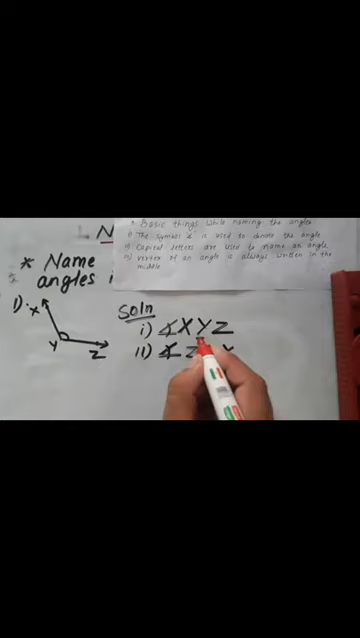 * Basic things while naming the angles
i) The symbol ∡ is used to denote the angle
ii) Capital letters are used to name an angle
iii) Vertex of an angle is always written in the
middle
* Name
angles
1).
X
Y
Z
Soln
i) ∡XYZ
ii) ∡Z